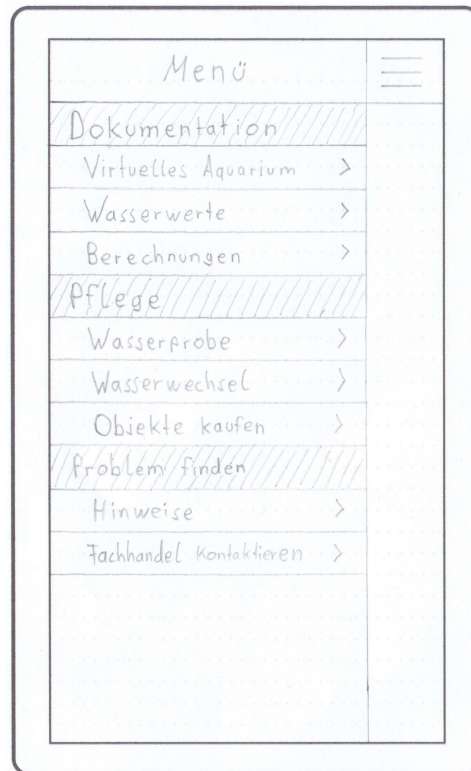 Menü
Dokumentation
Virtuelles Aquarium >
Wasserwerte >
Berechnungen >
Pflege
Wasserprobe >
Wasserwechsel >
Objekte kaufen >
Problem finden
Hinweise >
Fachhandel kontaktieren >